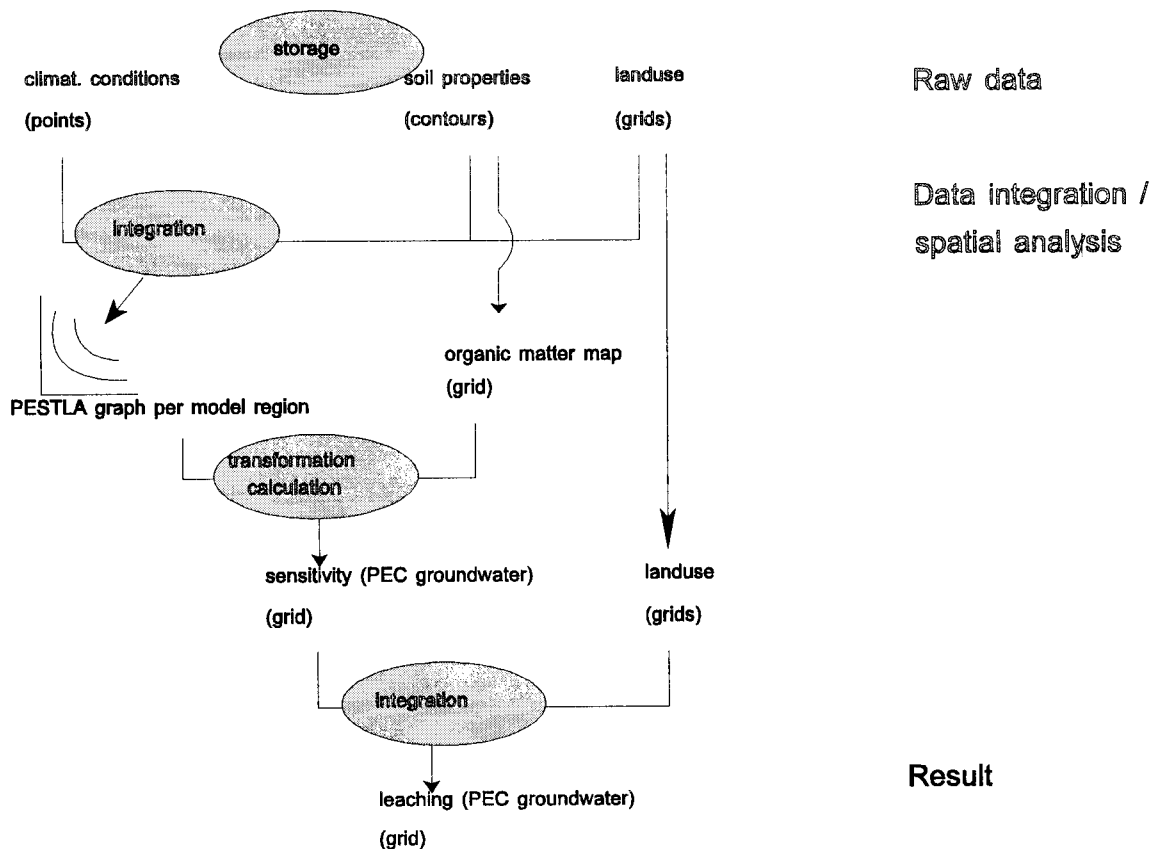 storage
climat. conditions
(points)
soil properties
(contours)
landuse
(grids)
Raw data
Integration
Data integration /
spatial analysis
organic matter map
(grid)
PESTLA graph per model region
transformation
calculation
sensitivity (PEC groundwater)
(grid)
landuse
(grids)
Integration
Result
leaching (PEC groundwater)
(grid)